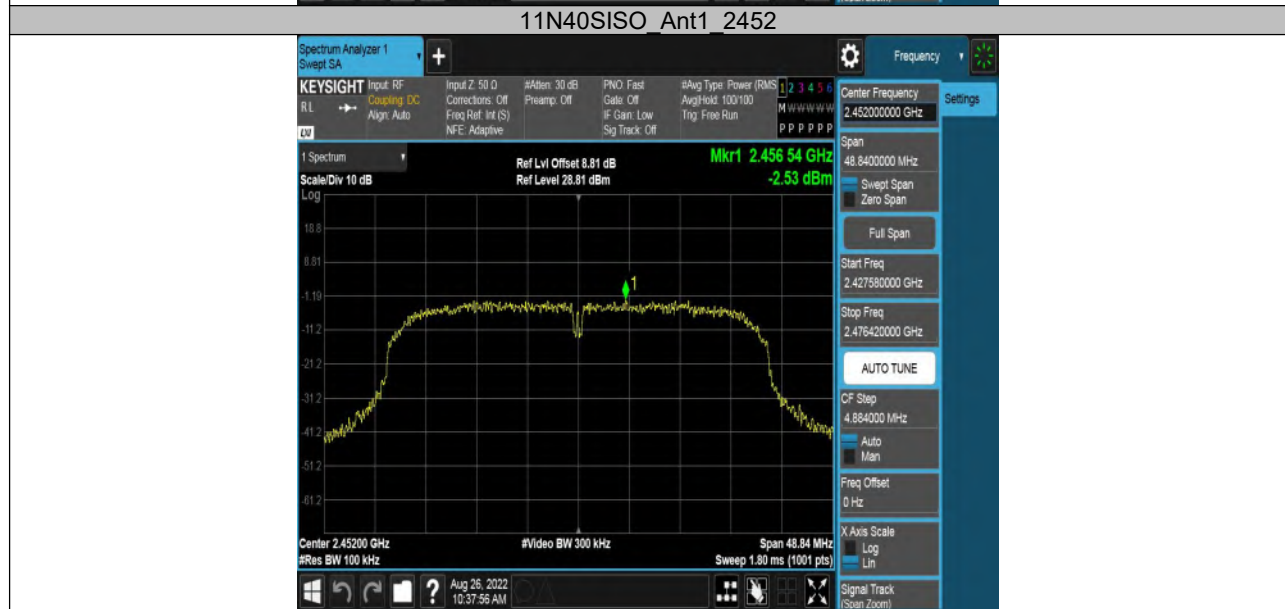 11N40SISO_Ant1_2452
Spectrum Analyzer 1
Swept SA
+
Frequency
KEYSIGHT
RL
LXI
Input: RF
Coupling: DC
Align: Auto
Input Z: 50 Ω
Corrections: Off
Freq Ref: Int (S)
NFE: Adaptive
#Atten: 30 dB
Preamp: Off
PNO: Fast
Gate: Off
IF Gain: Low
Sig Track: Off
#Avg Type: Power (RMS
Avg|Hold: 100/100
Trig: Free Run
1 2 3 4 5 6
M W W W W W
P P P P P P
Center Frequency
2.452000000 GHz
Settings
Span
48.8400000 MHz
Swept Span
Zero Span
Full Span
Start Freq
2.427580000 GHz
Stop Freq
2.476420000 GHz
AUTO TUNE
CF Step
4.884000 MHz
Auto
Man
Freq Offset
0 Hz
X Axis Scale
Log
Lin
Signal Track
(Span Zoom)
1 Spectrum
Scale/Div 10 dB
Log
Ref Lvl Offset 8.81 dB
Ref Level 28.81 dBm
Mkr1 2.456 54 GHz
-2.53 dBm
18.8
8.81
-1.19
-11.2
-21.2
-31.2
-41.2
-51.2
-61.2
1
Center 2.45200 GHz
#Res BW 100 kHz
#Video BW 300 kHz
Span 48.84 MHz
Sweep 1.80 ms (1001 pts)
?
Aug 26, 2022
10:37:56 AM